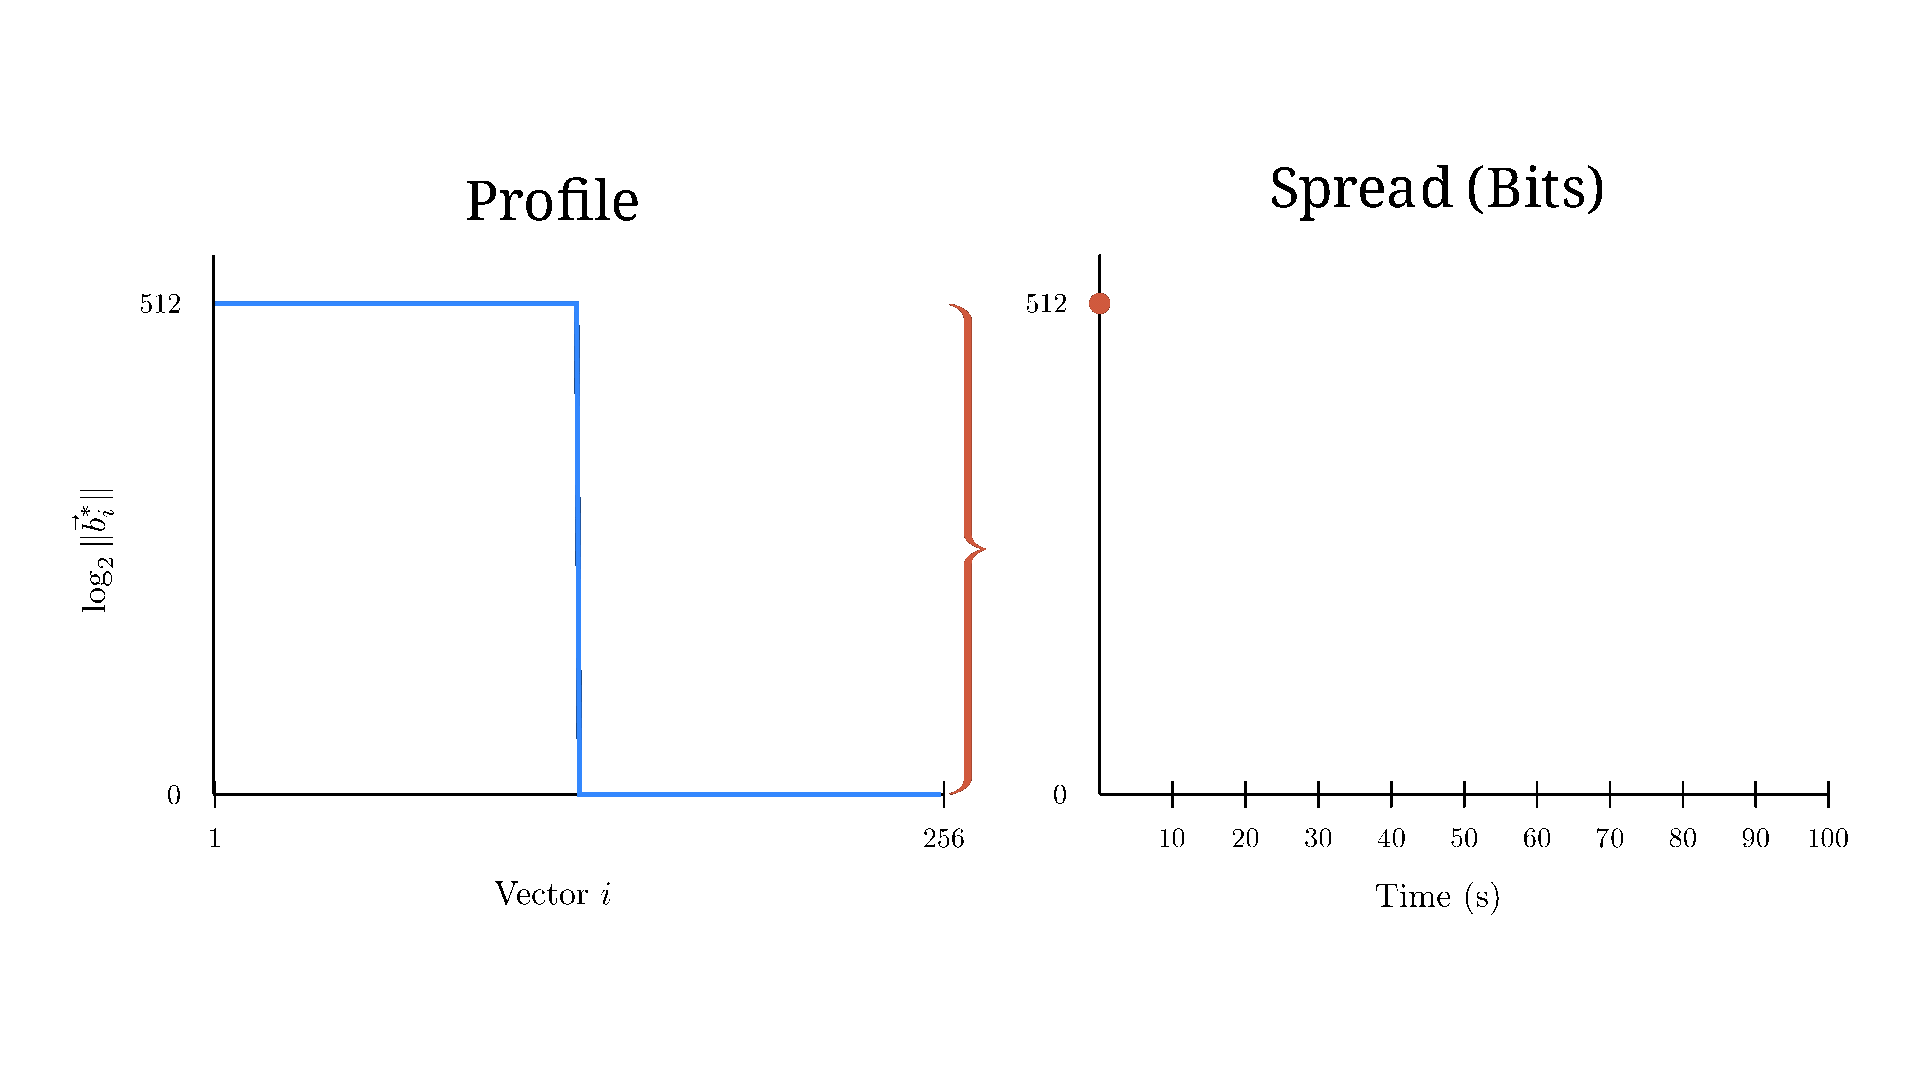 Profile
512
0
1
256
Vector i
log₂ ‖b⃗ᵢ*‖
Spread (Bits)
512
0
10 20 30 40 50 60 70 80 90 100
Time (s)